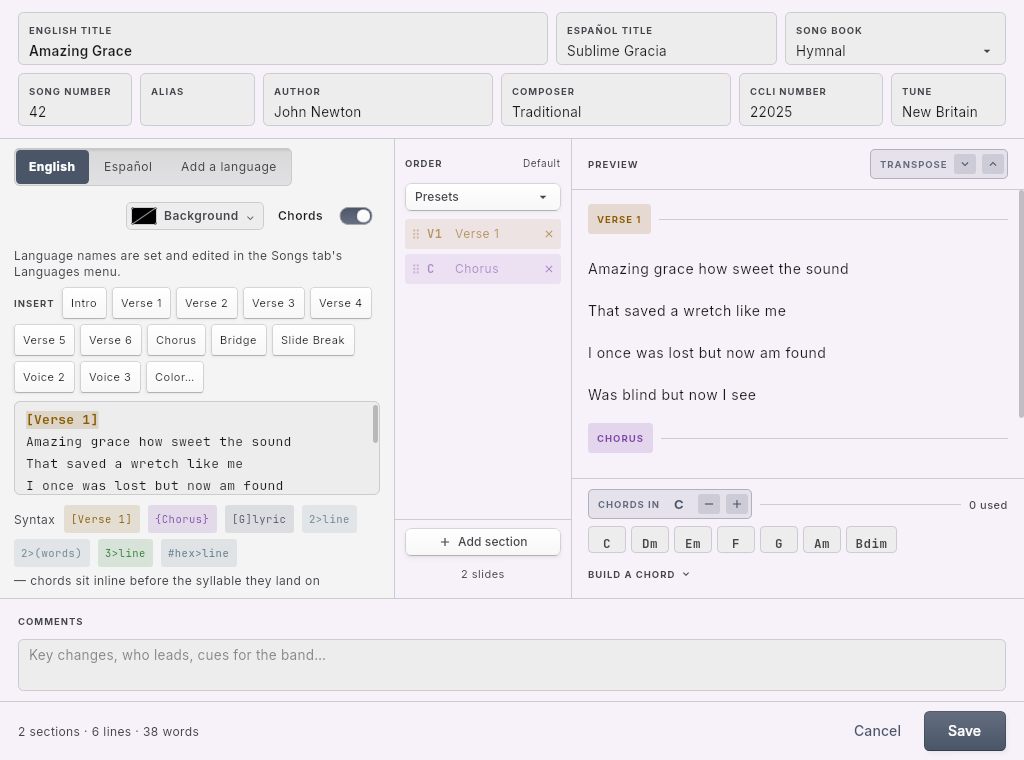 ENGLISH TITLE
Amazing Grace
ESPAÑOL TITLE
Sublime Gracia
SONG BOOK
Hymnal
SONG NUMBER
42
ALIAS
AUTHOR
John Newton
COMPOSER
Traditional
CCLI NUMBER
22025
TUNE
New Britain
English
Español
Add a language
Background
Chords
Language names are set and edited in the Songs tab's
Languages menu.
INSERT
Intro
Verse 1
Verse 2
Verse 3
Verse 4
Verse 5
Verse 6
Chorus
Bridge
Slide Break
Voice 2
Voice 3
Color...
[Verse 1]
Amazing grace how sweet the sound
That saved a wretch like me
I once was lost but now am found
Syntax
[Verse 1]
{Chorus}
[G]lyric
2>line
2>(words)
3>line
#hex>line
— chords sit inline before the syllable they land on
ORDER
Default
Presets
V1 Verse 1 ×
C Chorus ×
+ Add section
2 slides
PREVIEW
TRANSPOSE
VERSE 1
Amazing grace how sweet the sound
That saved a wretch like me
I once was lost but now am found
Was blind but now I see
CHORUS
CHORDS IN C − +
0 used
C
Dm
Em
F
G
Am
Bdim
BUILD A CHORD
COMMENTS
Key changes, who leads, cues for the band...
2 sections · 6 lines · 38 words
Cancel
Save